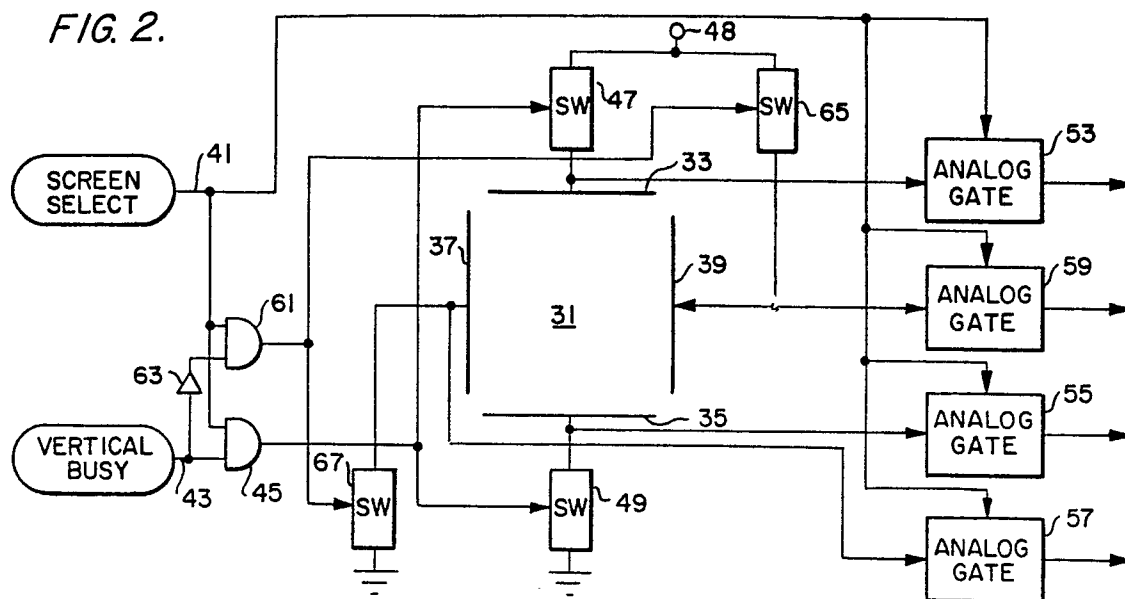 FIG. 2.
48
SW
47
SW
65
41
SCREEN
SELECT
53
ANALOG
GATE
33
37
39
59
ANALOG
GATE
31
61
63
35
55
ANALOG
GATE
VERTICAL
BUSY
43
45
67
SW
SW
49
57
ANALOG
GATE